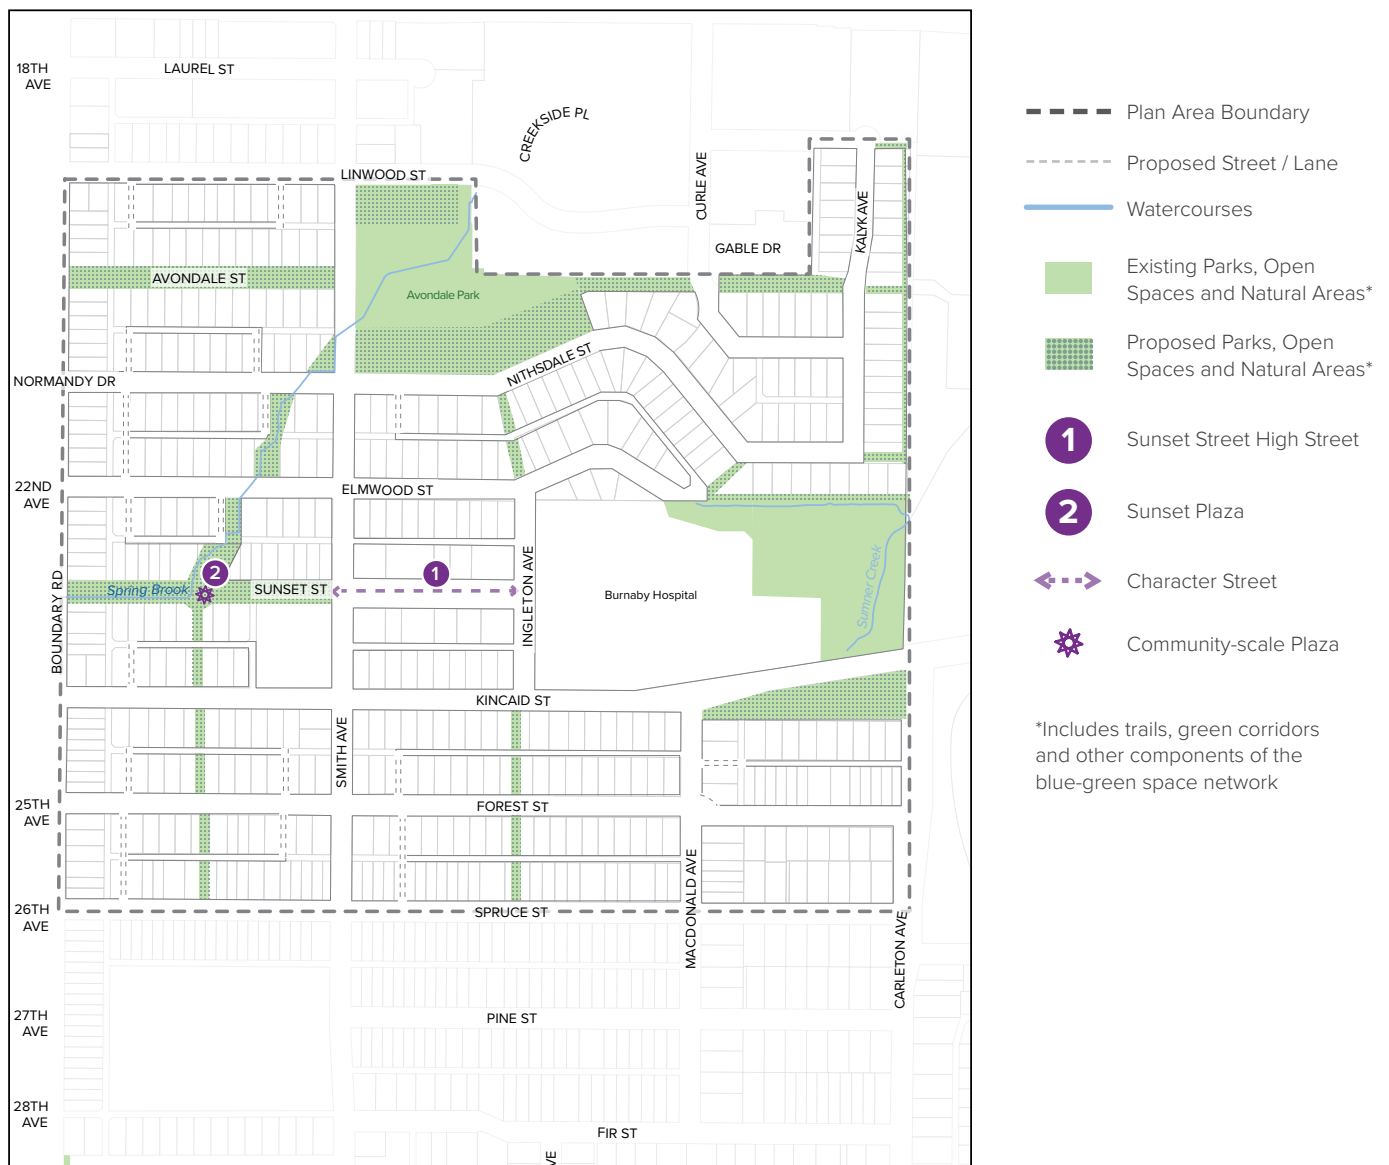 18TH
AVE
LAUREL ST
CREEKSIDE PL
LINWOOD ST
CURLE AVE
KALYK AVE
GABLE DR
AVONDALE ST
Avondale Park
NORMANDY DR
NITHSDALE ST
22ND
AVE
ELMWOOD ST
BOUNDARY RD
Spring Brook
2
SUNSET ST
1
INGLETON AVE
Burnaby Hospital
Sumner Creek
KINCAID ST
SMITH AVE
25TH
AVE
FOREST ST
MACDONALD AVE
26TH
AVE
SPRUCE ST
CARLETON AVE
27TH
AVE
PINE ST
28TH
AVE
FIR ST
VE
Plan Area Boundary
Proposed Street / Lane
Watercourses
Existing Parks, Open
Spaces and Natural Areas*
Proposed Parks, Open
Spaces and Natural Areas*
1 Sunset Street High Street
2 Sunset Plaza
Character Street
Community-scale Plaza
*Includes trails, green corridors
and other components of the
blue-green space network